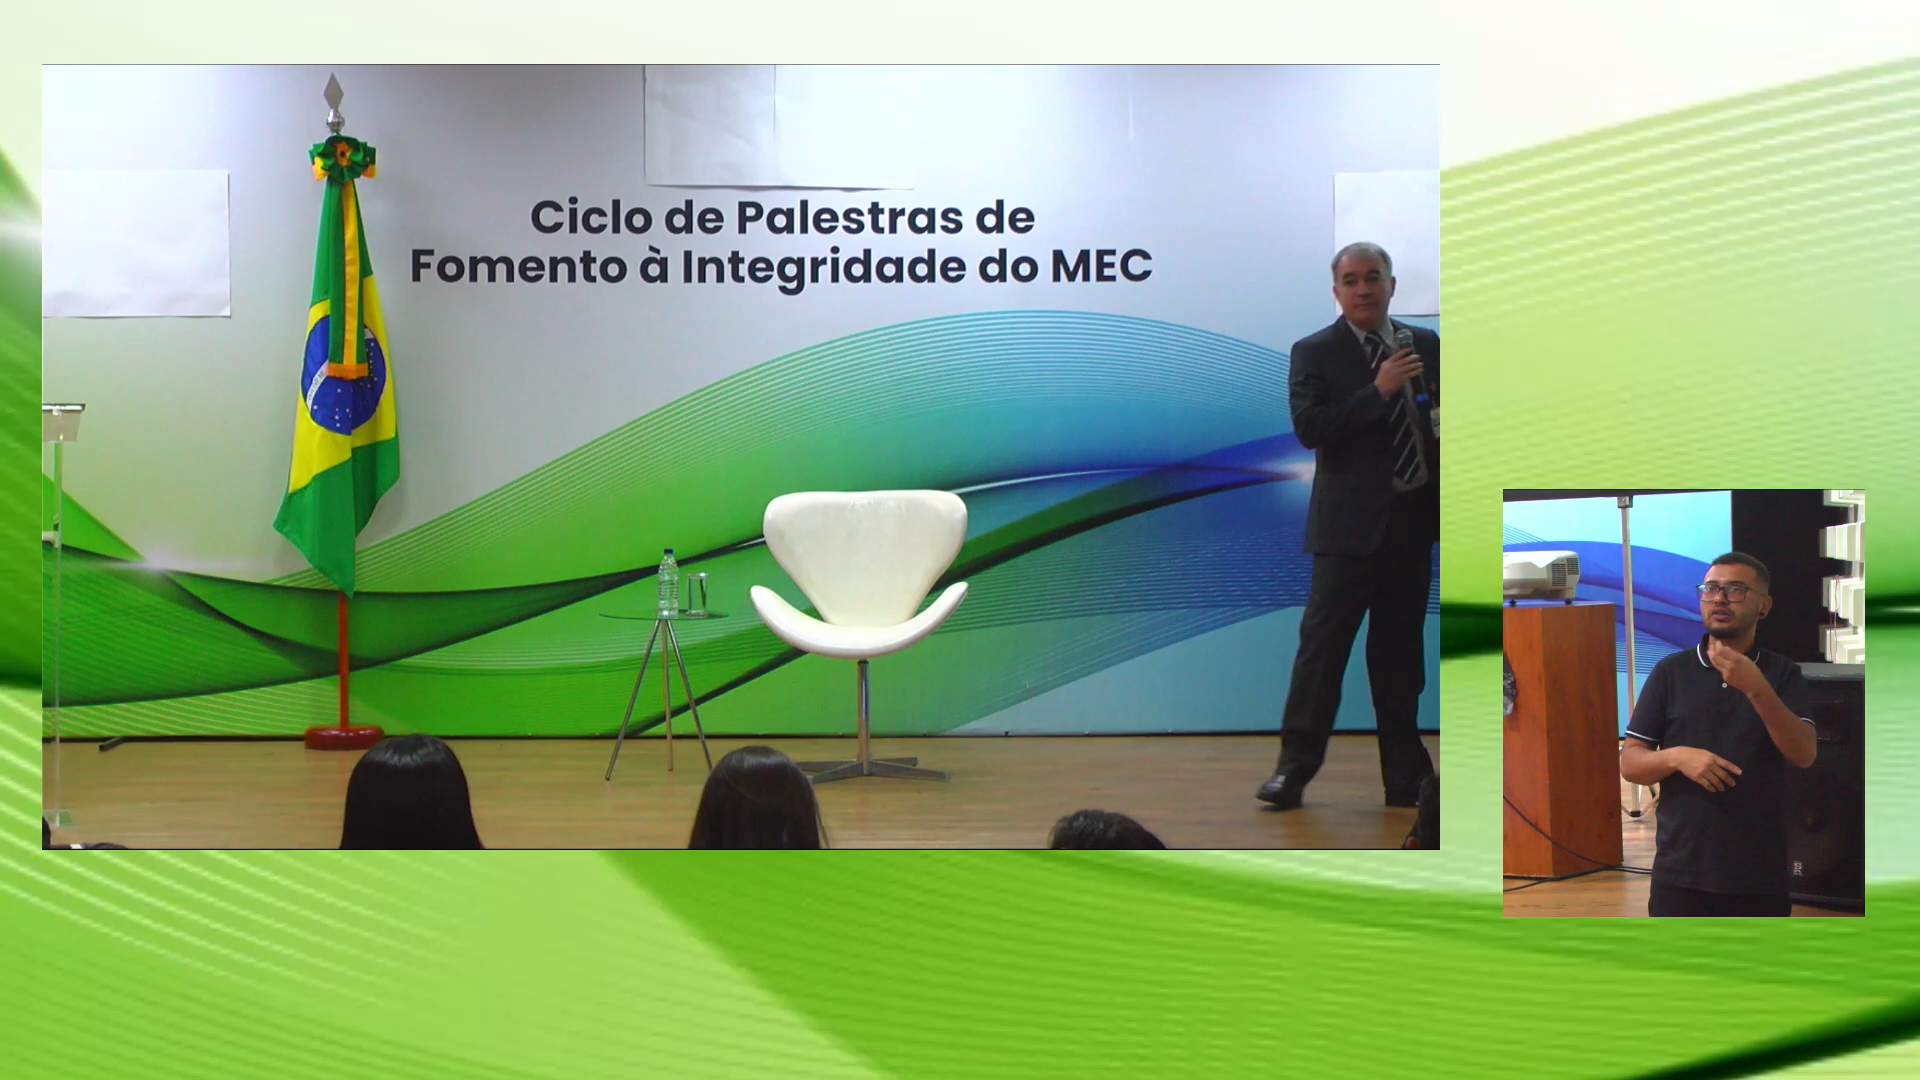 Ciclo de Palestras de
Fomento à Integridade do MEC